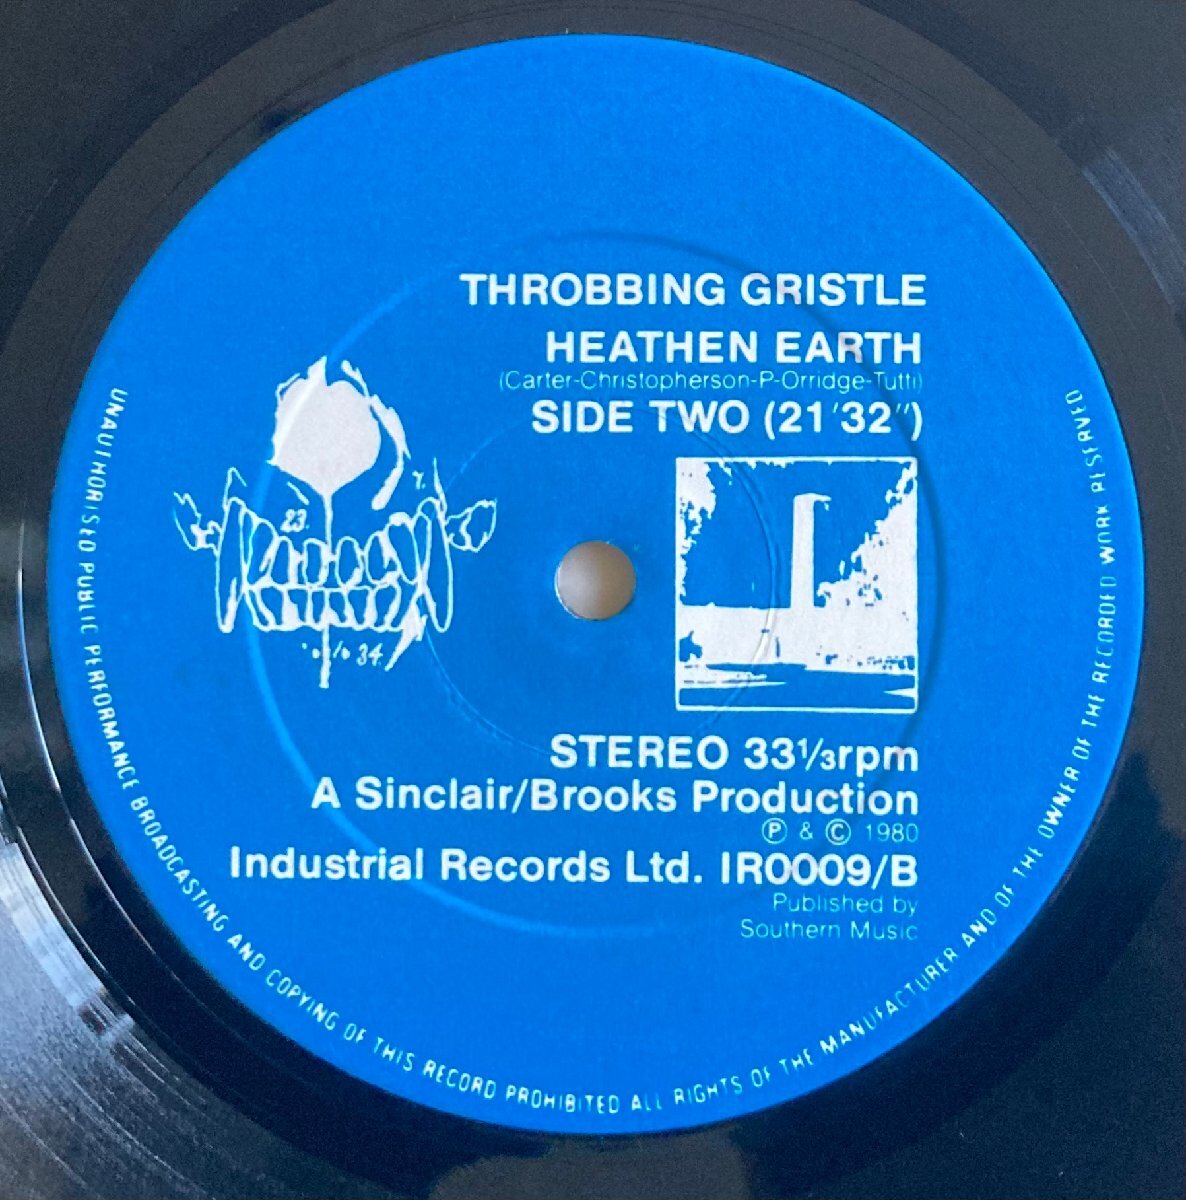 THROBBING GRISTLE
HEATHEN EARTH
(Carter-Christopherson-P-Orridge-Tutti)
SIDE TWO (21'32")
23.
7.
34.
STEREO 33⅓rpm
A Sinclair/Brooks Production
Ⓟ & © 1980
Industrial Records Ltd. IR0009/B
Published by
Southern Music
UNAUTHORISED PUBLIC PERFORMANCE BROADCASTING AND COPYING OF THIS RECORD PROHIBITED ALL RIGHTS OF THE MANUFACTURER AND OF THE OWNER OF THE RECORDED WORK RESERVED